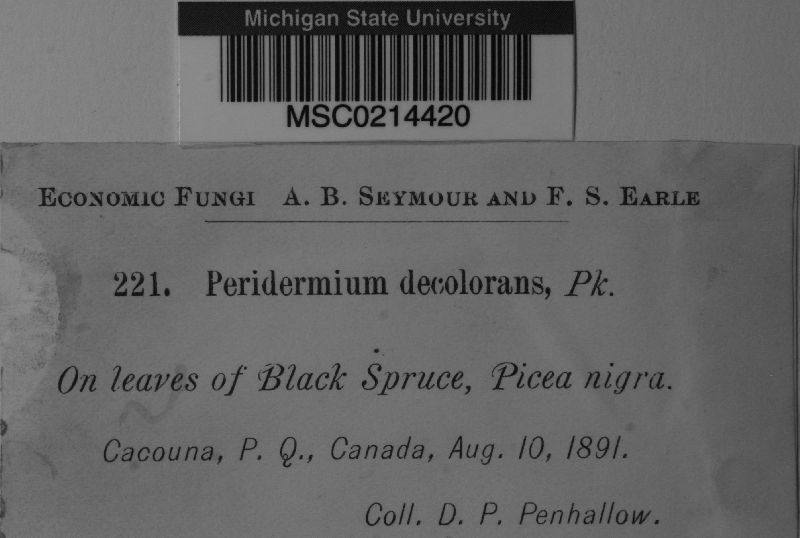 Michigan State University
MSC0214420
Economic Fungi A. B. Seymour and F. S. Earle
221. Peridermium decolorans, Pk.
On leaves of Black Spruce, Picea nigra.
Cacouna, P. Q., Canada, Aug. 10, 1891.
Coll. D. P. Penhallow.